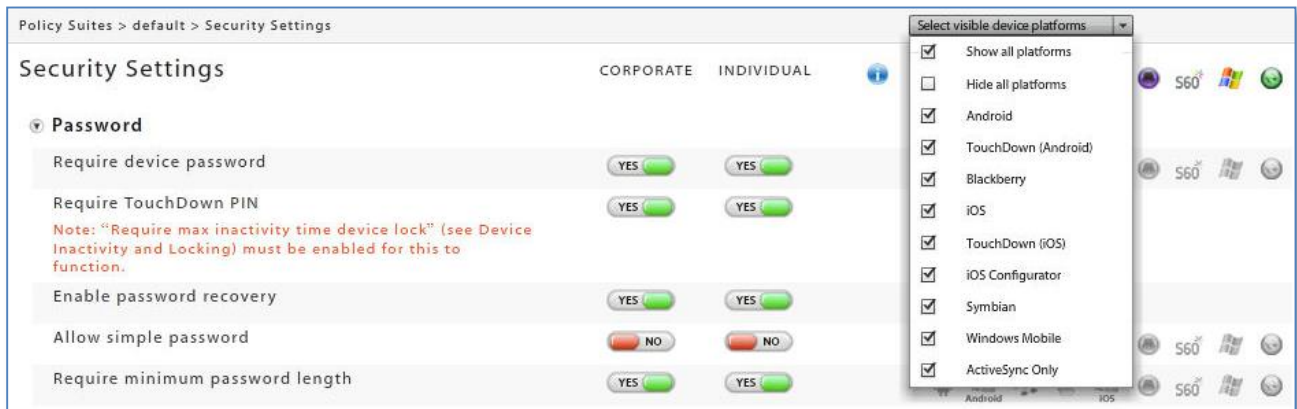 Policy Suites > default > Security Settings
Select visible device platforms
Security Settings
CORPORATE INDIVIDUAL
Show all platforms
Hide all platforms
S60
Android
TouchDown (Android)
Blackberry
iOS
TouchDown (iOS)
iOS Configurator
Symbian
Windows Mobile
ActiveSync Only
Password
Require device password
YES YES
S60
Require TouchDown PIN
YES YES
Note: “Require max inactivity time device lock” (see Device
Inactivity and Locking) must be enabled for this to
function.
Enable password recovery
YES YES
Allow simple password
NO NO
S60
Require minimum password length
YES YES
S60
Android
iOS